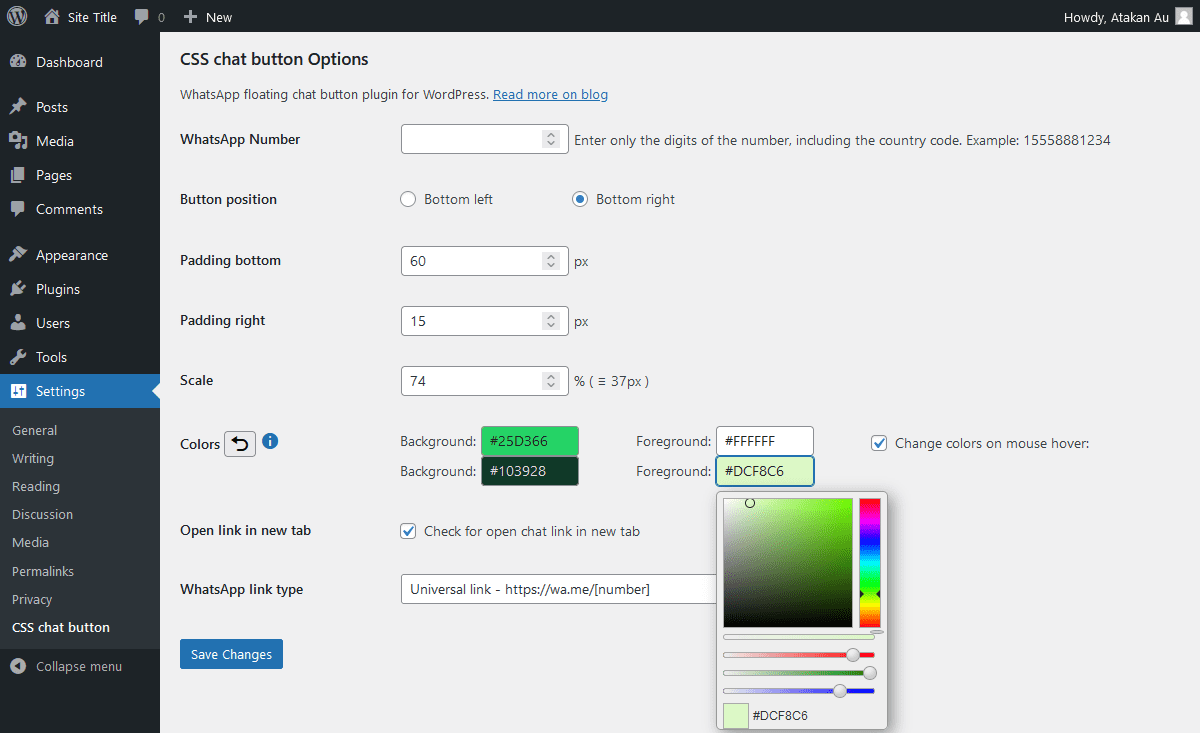 Site Title
0
New
Howdy, Atakan Au
Dashboard
Posts
Media
Pages
Comments
Appearance
Plugins
Users
Tools
Settings
General
Writing
Reading
Discussion
Media
Permalinks
Privacy
CSS chat button
Collapse menu
CSS chat button Options
WhatsApp floating chat button plugin for WordPress. Read more on blog
WhatsApp Number
Enter only the digits of the number, including the country code. Example: 15558881234
Button position
Bottom left
Bottom right
Padding bottom
60
px
Padding right
15
px
Scale
74
% ( ≡ 37px )
Colors
Background: #25D366
Foreground: #FFFFFF
Change colors on mouse hover:
Background: #103928
Foreground: #DCF8C6
Open link in new tab
Check for open chat link in new tab
WhatsApp link type
Universal link - https://wa.me/[number]
Save Changes
#DCF8C6